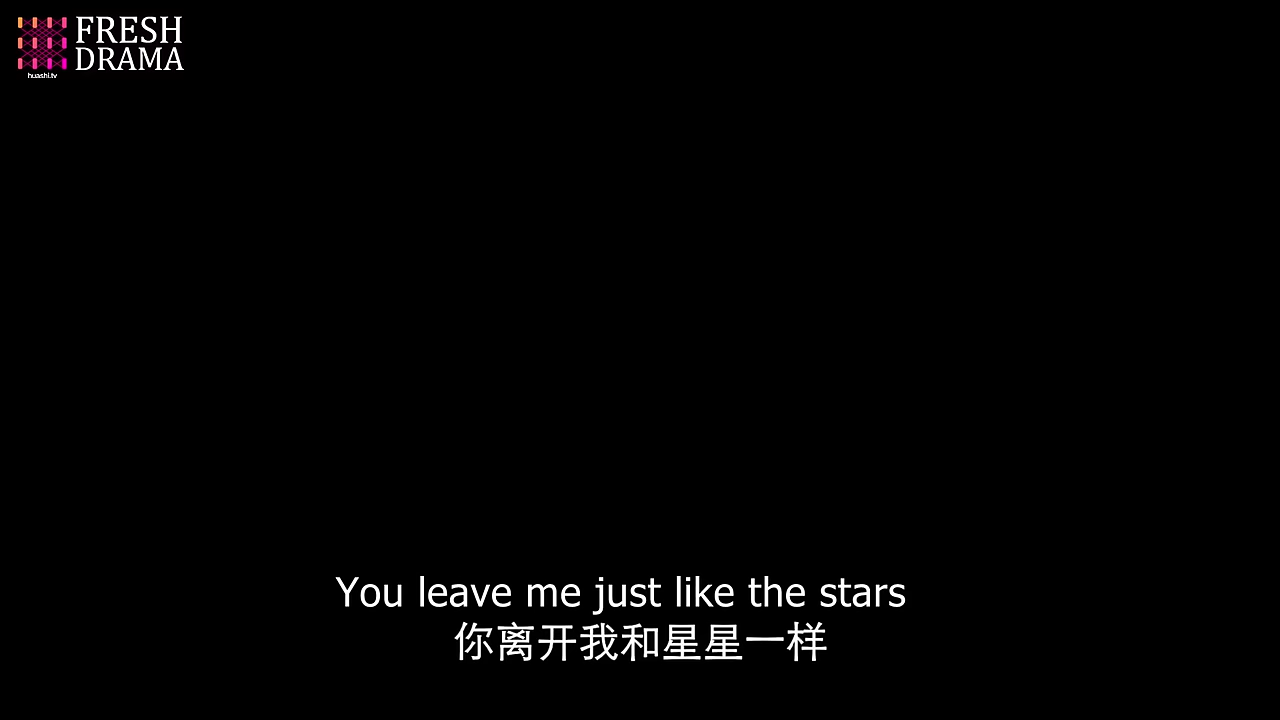 FRESH
DRAMA
huashi.tv
You leave me just like the stars
你离开我和星星一样